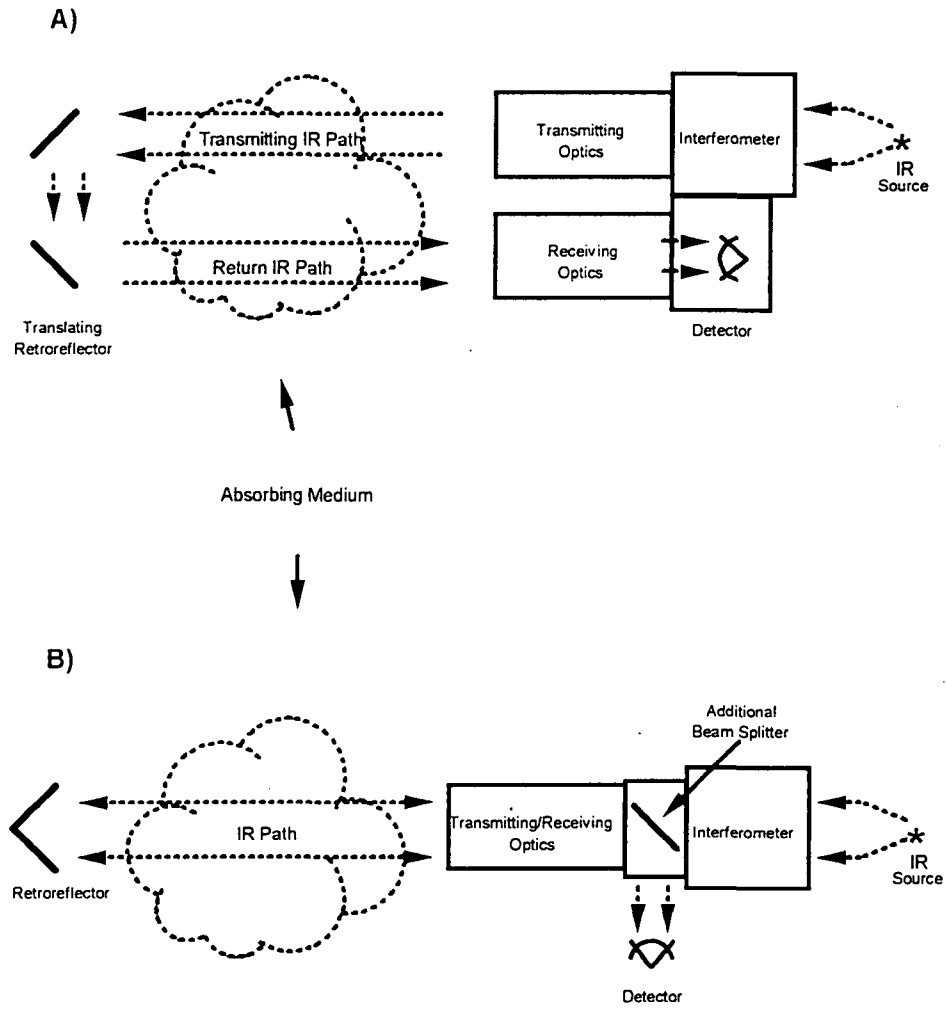 A)
Transmitting IR Path
Transmitting
Optics
Interferometer
IR
Source
Return IR Path
Receiving
Optics
Translating
Retroreflector
Detector
Absorbing Medium
B)
Additional
Beam Splitter
IR Path
Transmitting/Receiving
Optics
Interferometer
IR
Source
Retroreflector
Detector